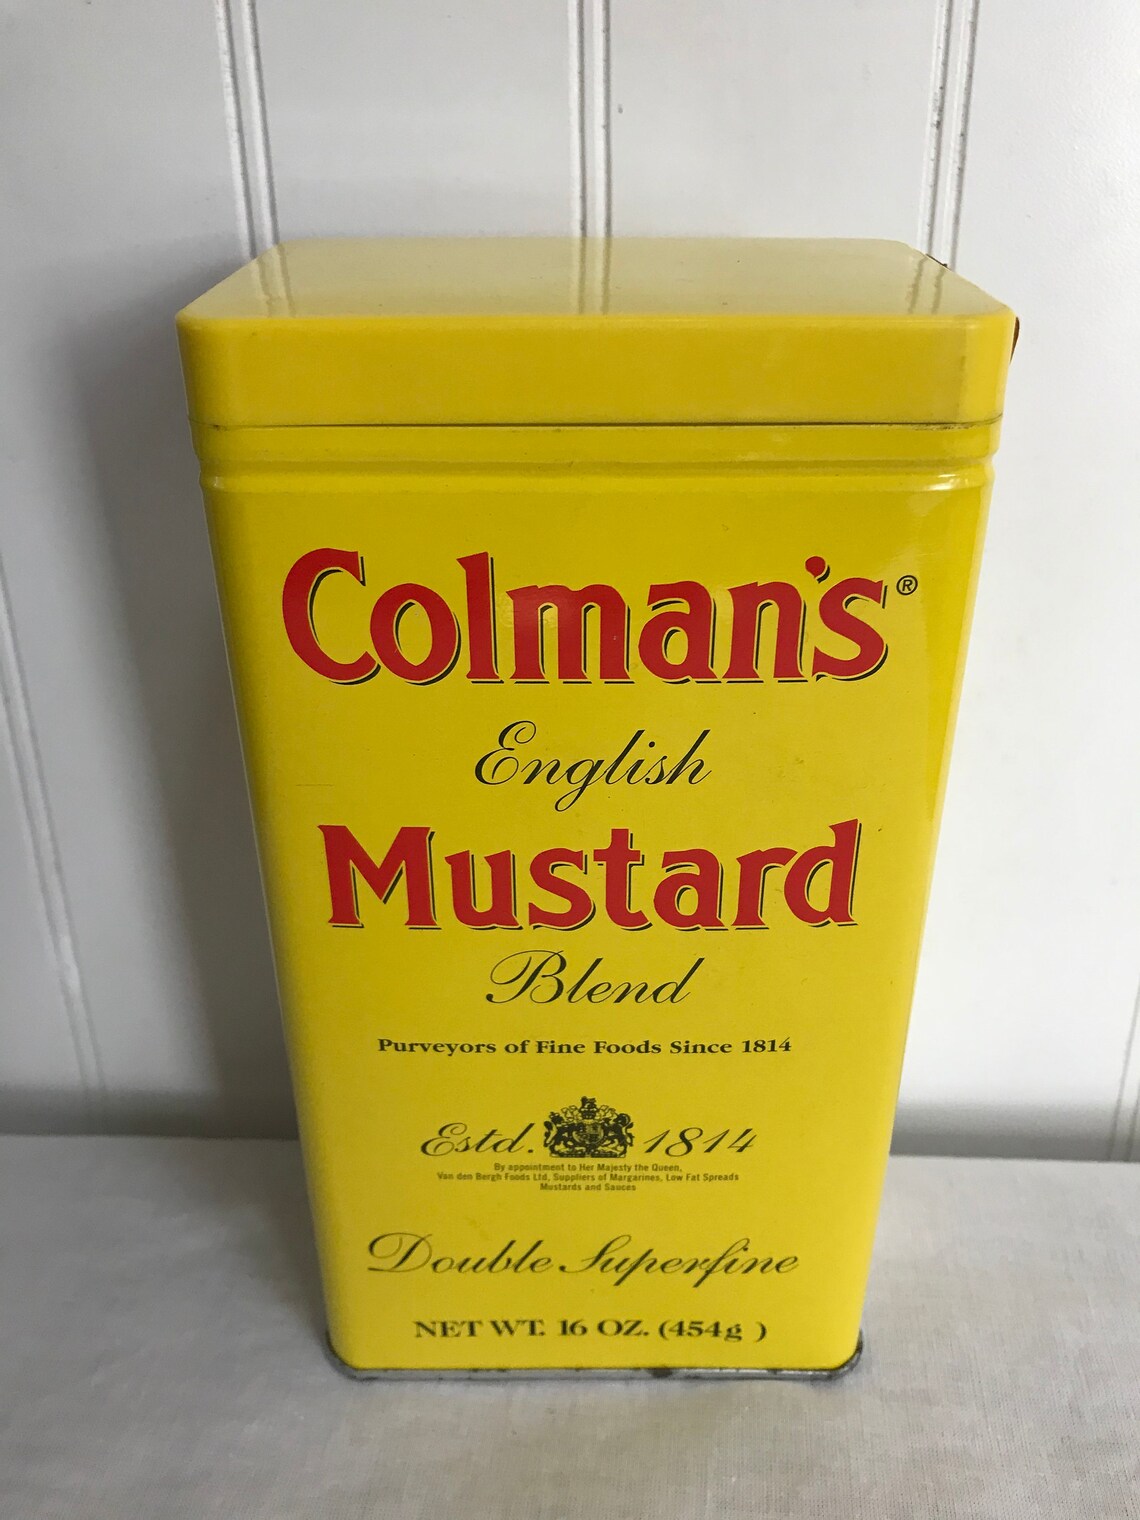 Colman's®
English
Mustard
Blend
Purveyors of Fine Foods Since 1814
Estd. 1814
By appointment to Her Majesty the Queen,
Van den Bergh Foods Ltd, Suppliers of Margarines, Low Fat Spreads
Mustards and Sauces
Double Superfine
NET WT. 16 OZ. (454g )